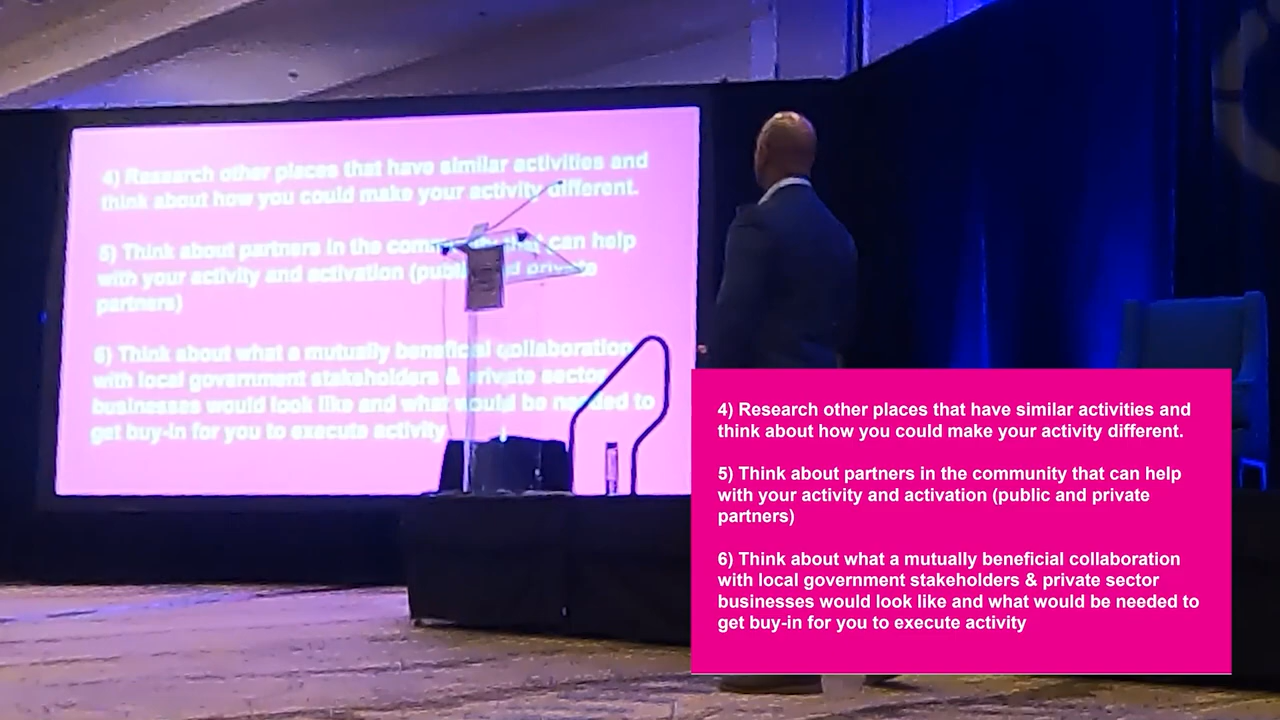 4) Research other places that have similar activities and
think about how you could make your activity different.
5) Think about partners in the community that can help
with your activity and activation (public and private
partners)
6) Think about what a mutually beneficial collaboration
with local government stakeholders & private sector
businesses would look like and what would be needed to
get buy-in for you to execute activity
4) Research other places that have similar activities and
think about how you could make your activity different.
5) Think about partners in the community that can help
with your activity and activation (public and private
partners)
6) Think about what a mutually beneficial collaboration
with local government stakeholders & private sector
businesses would look like and what would be needed to
get buy-in for you to execute activity